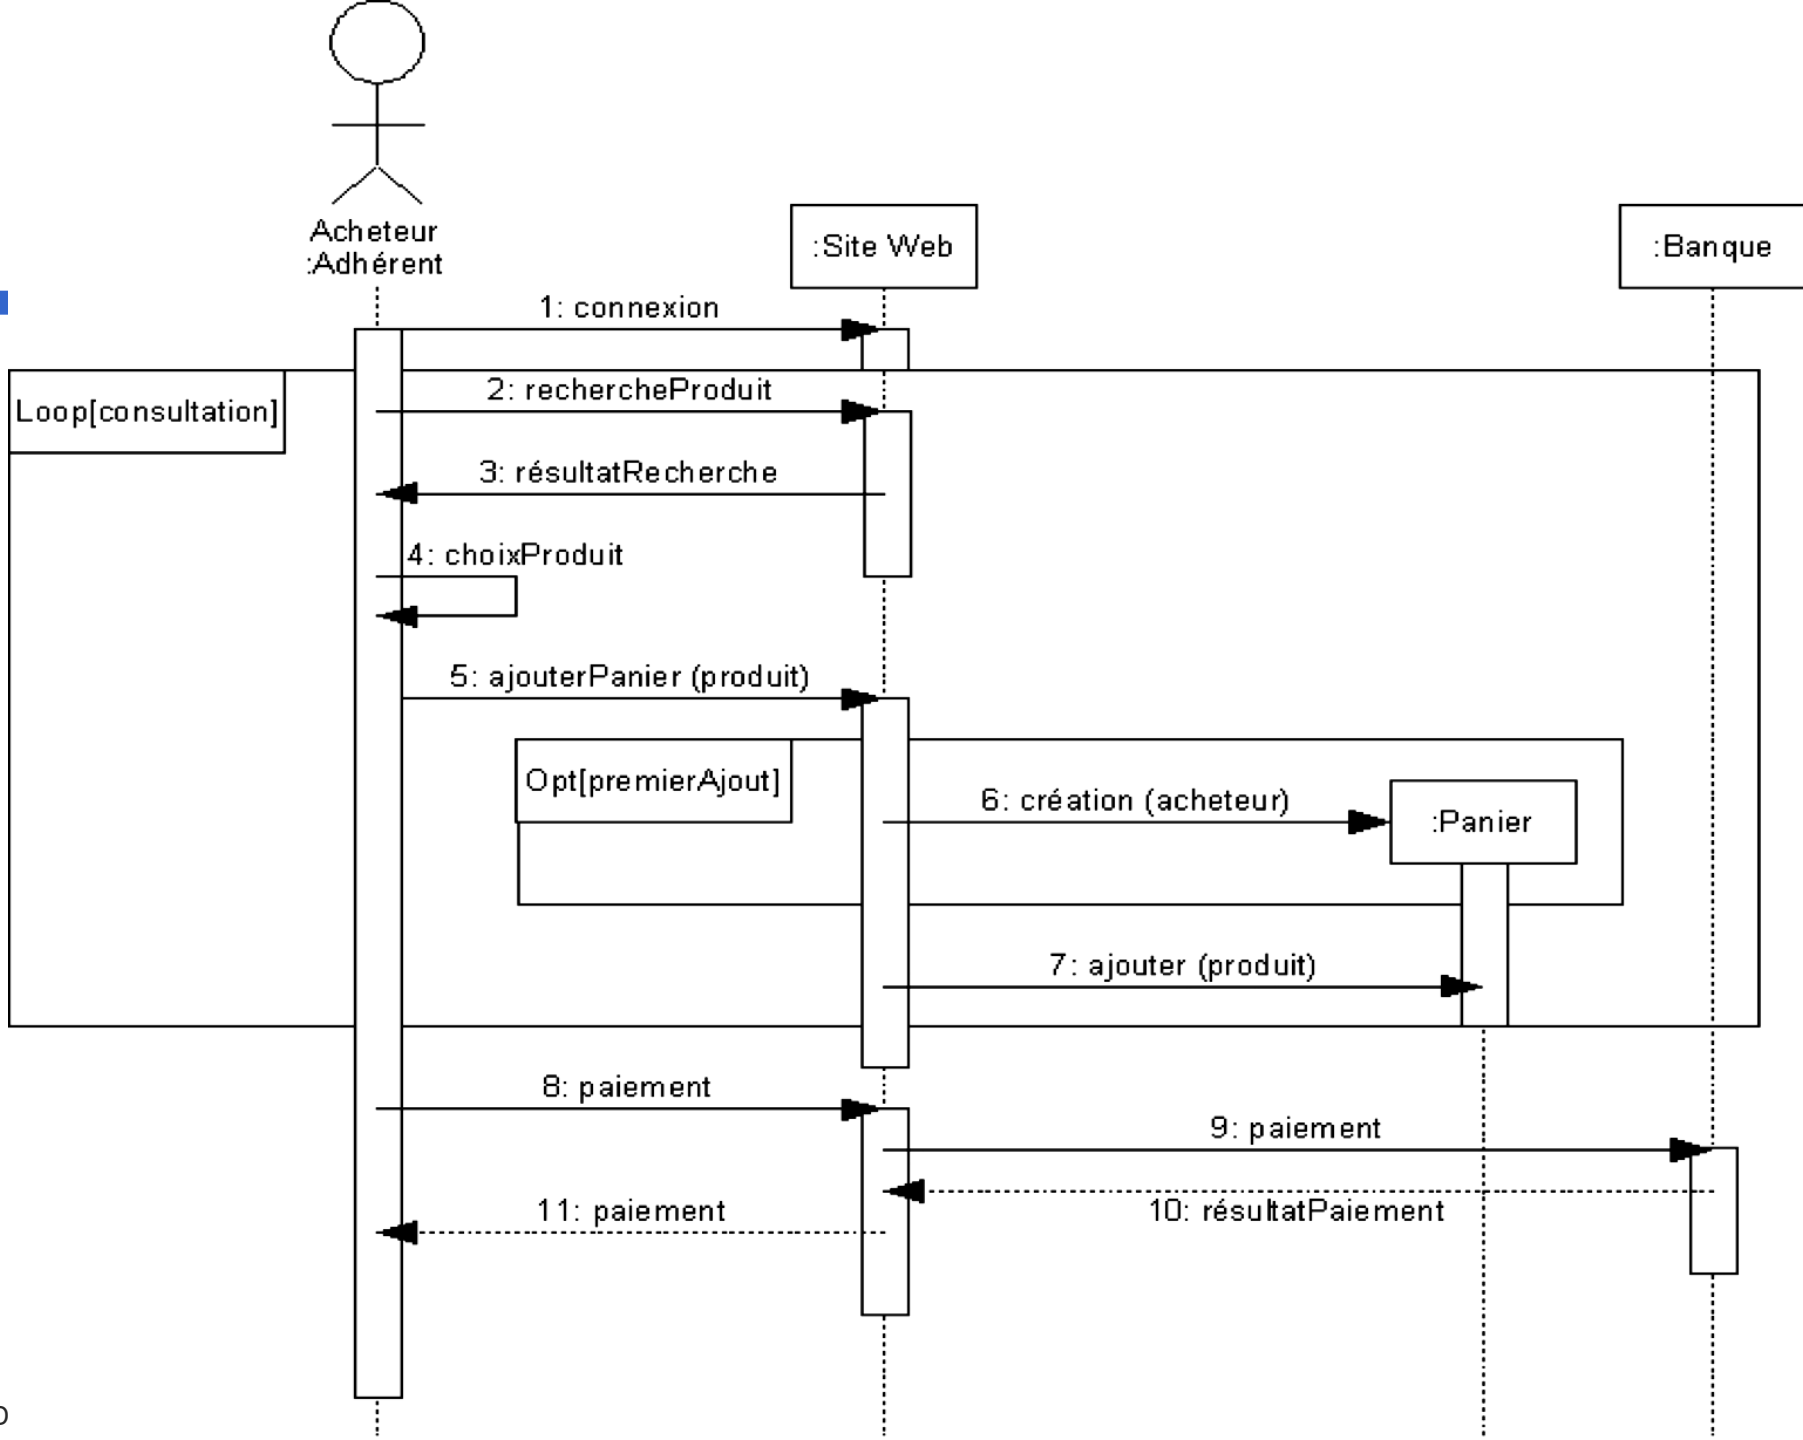 Acheteur
:Adhérent
:Site Web
:Banque
1: connexion
Loop[consultation]
2: rechercheProduit
3: résultatRecherche
4: choixProduit
5: ajouterPanier (produit)
Opt[premierAjout]
6: création (acheteur)
:Panier
7: ajouter (produit)
8: paiement
9: paiement
10: résultatPaiement
11: paiement